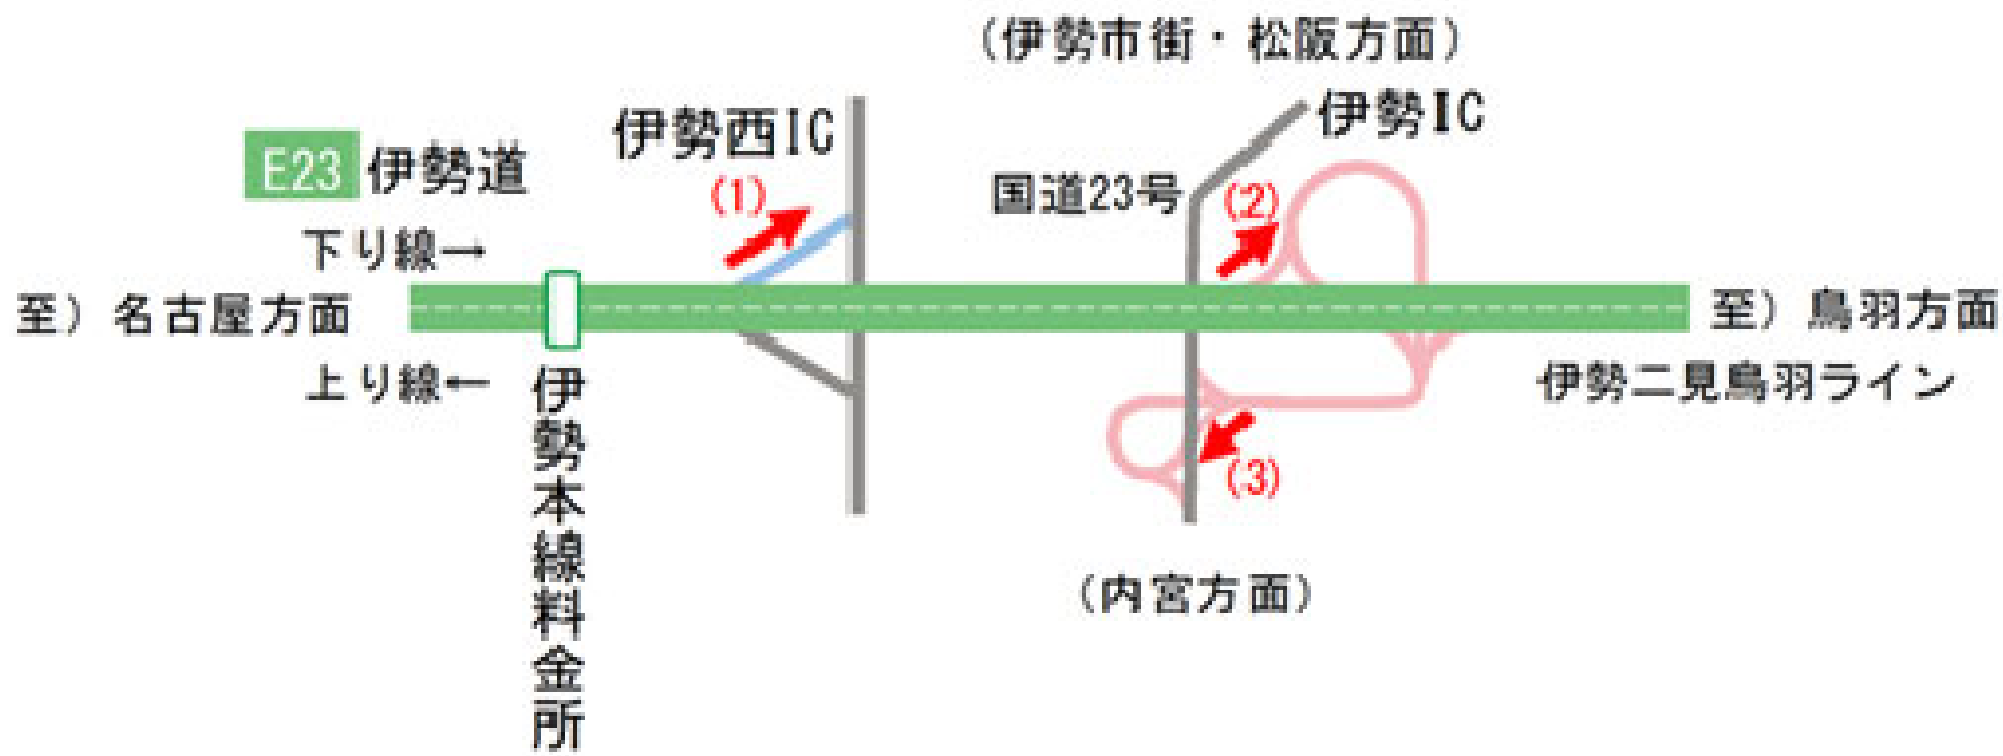 （伊勢市街・松阪方面）
伊勢西IC
伊勢IC
E23 伊勢道
(1)
国道23号
(2)
下り線→
至）名古屋方面
至）鳥羽方面
上り線←
伊勢二見鳥羽ライン
伊勢本線料金所
(3)
（内宮方面）